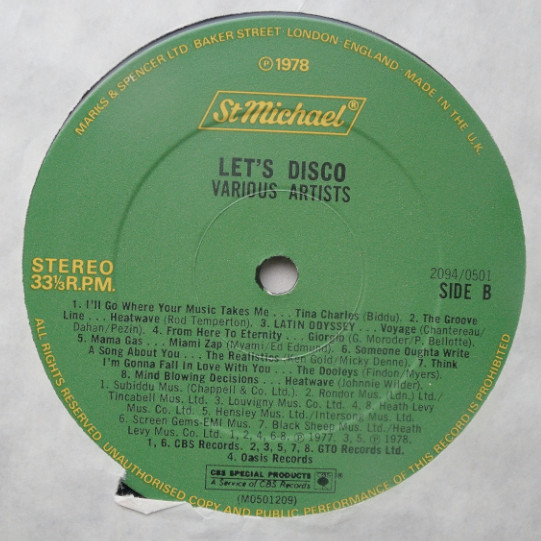 MARKS & SPENCER LTD BAKER STREET · LONDON ENGLAND. MADE IN THE U.K.
℗ 1978
St Michael®
LET'S DISCO
VARIOUS ARTISTS
STEREO
33⅓ R.P.M.
2094/0501
SIDE B
1. I'll Go Where Your Music Takes Me ... Tina Charles (Biddu). 2. The Groove
Line ... Heatwave (Rod Temperton). 3. LATIN ODYSSEY ... Voyage (Chantereau/
Dahan/Pezin). 4. From Here To Eternity ... Giorgio (G. Moroder/P. Bellotte).
5. Mama Gas ... Miami Zap (Mvami/Ed Edmond). 6. Someone Oughta Write
A Song About You ... The Realistics (Ken Gold/Micky Denne). 7. Think
I'm Gonna Fall In Love With You ... The Dooleys (Findon/Myers).
8. Mind Blowing Decisions ... Heatwave (Johnnie Wilder).
1. Subiddu Mus. (Chappell & Co. Ltd.) 2. Rondor Mus. (Ldn.) Ltd/
Tincabell Mus. Ltd. 3. Louvigny Mus. Co. Ltd. 4, 8. Heath Levy
Mus. Co. Ltd. 5. Hensley Mus. Ltd/Intersong Mus. Ltd.
6. Screen Gems-EMI Mus. 7. Black Sheep Mus. Ltd/Heath
Levy Mus. Co. Ltd. 1, 2, 4, 6-8, ℗ 1977. 3, 5, ℗ 1978.
1, 6. CBS Records. 2, 3, 5, 7, 8. GTO Records Ltd.
4. Oasis Records
CBS SPECIAL PRODUCTS
A Service of CBS Records
®
(M0501209)
ALL RIGHTS RESERVED UNAUTHORISED COPY AND PUBLIC PERFORMANCE OF THIS RECORD IS PROHIBITED